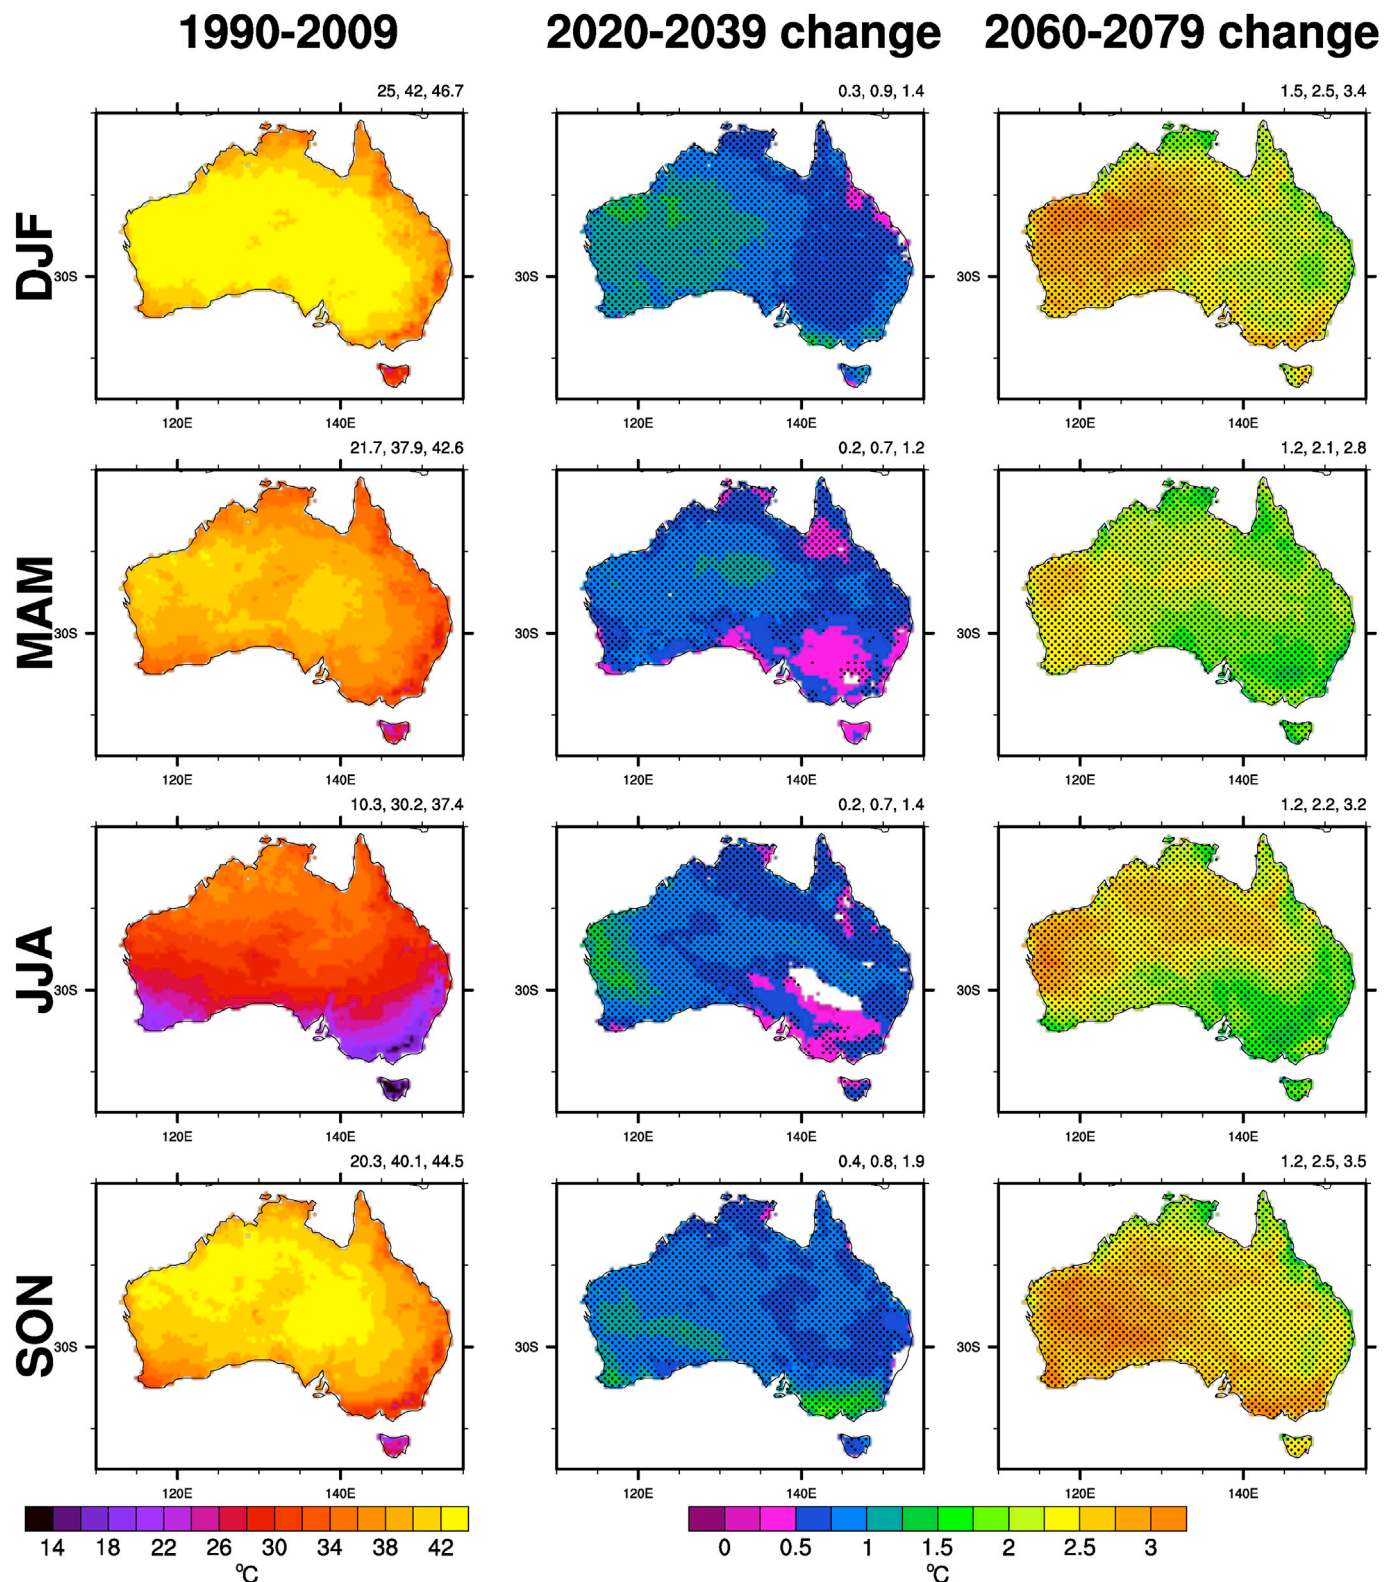 1990-2009 2020-2039 change 2060-2079 change
25, 42, 46.7 0.3, 0.9, 1.4 1.5, 2.5, 3.4
DJF
30S 30S 30S
120E 140E 120E 140E 120E 140E
21.7, 37.9, 42.6 0.2, 0.7, 1.2 1.2, 2.1, 2.8
MAM
30S 30S 30S
120E 140E 120E 140E 120E 140E
10.3, 30.2, 37.4 0.2, 0.7, 1.4 1.2, 2.2, 3.2
JJA
30S 30S 30S
120E 140E 120E 140E 120E 140E
20.3, 40.1, 44.5 0.4, 0.8, 1.9 1.2, 2.5, 3.5
SON
30S 30S 30S
120E 140E 120E 140E 120E 140E
14 18 22 26 30 34 38 42 0 0.5 1 1.5 2 2.5 3
°C °C